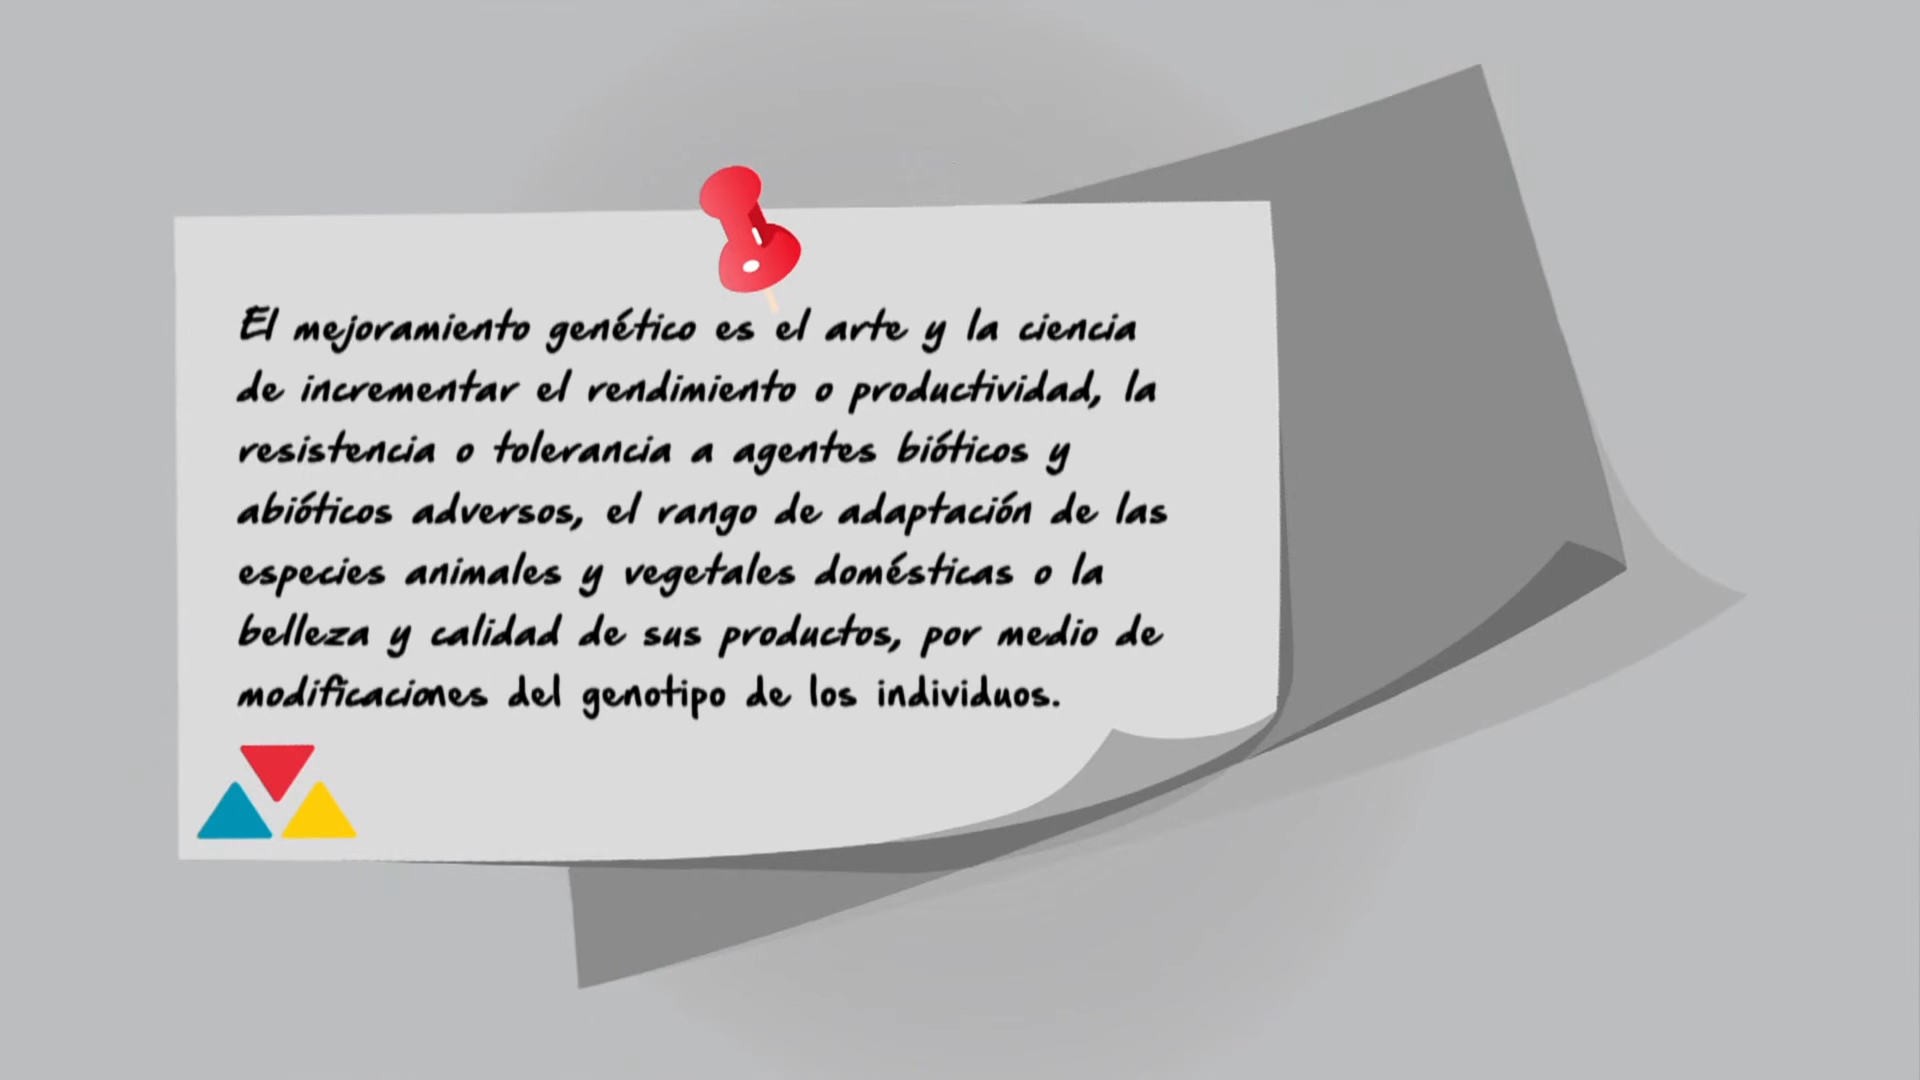 El mejoramiento genético es el arte y la ciencia
de incrementar el rendimiento o productividad, la
resistencia o tolerancia a agentes bióticos y
abióticos adversos, el rango de adaptación de las
especies animales y vegetales domésticas o la
belleza y calidad de sus productos, por medio de
modificaciones del genotipo de los individuos.